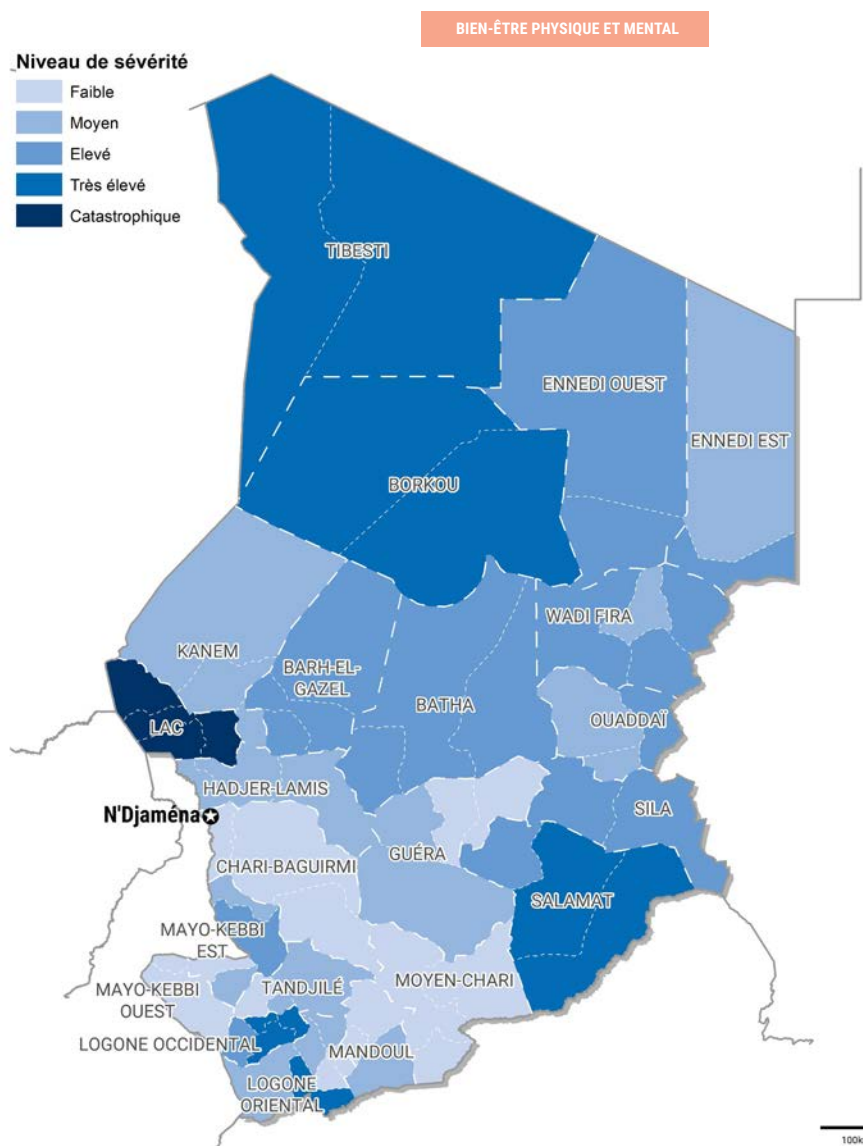 BIEN-ÊTRE PHYSIQUE ET MENTAL
Niveau de sévérité
Faible
Moyen
Elevé
Très élevé
Catastrophique
TIBESTI
ENNEDI OUEST
ENNEDI EST
BORKOU
WADI FIRA
KANEM
BARH-EL-
GAZEL
BATHA
OUADDAÏ
LAC
HADJER-LAMIS
SILA
N'Djaména
GUÉRA
CHARI-BAGUIRMI
SALAMAT
MAYO-KEBBI
EST
MOYEN-CHARI
TANDJILÉ
MAYO-KEBBI
OUEST
LOGONE OCCIDENTAL
MANDOUL
LOGONE
ORIENTAL
100k